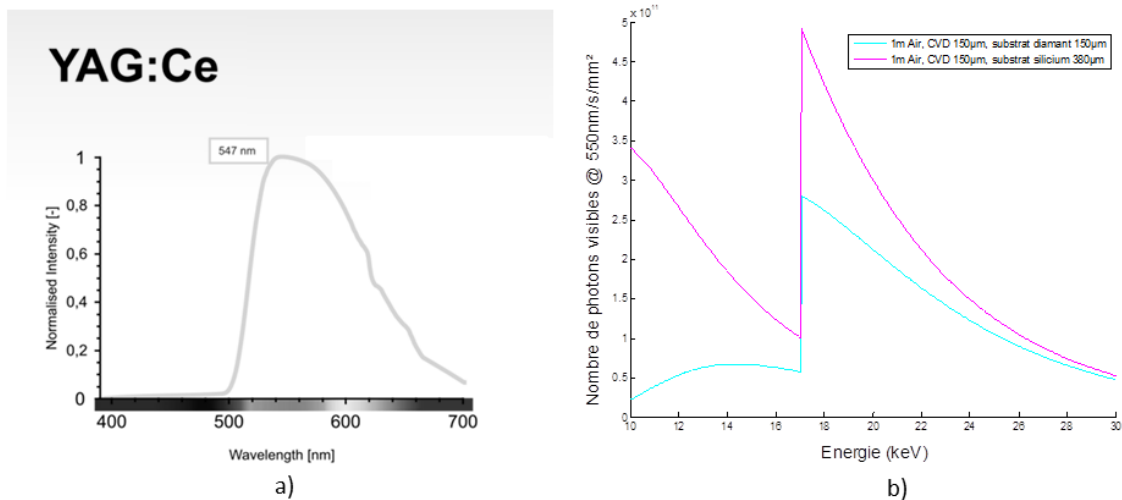 YAG:Ce
547 nm
Normalised Intensity [-]
1
0,8
0,6
0,4
0,2
0
400 500 600 700
Wavelength [nm]
a)
x 10¹¹
Nombre de photons visibles @ 550nm/s/mm²
5
4.5
4
3.5
3
2.5
2
1.5
1
0.5
0
1m Air, CVD 150µm, substrat diamant 150µm
1m Air, CVD 150µm, substrat silicium 380µm
10 12 14 16 18 20 22 24 26 28 30
Energie (keV)
b)